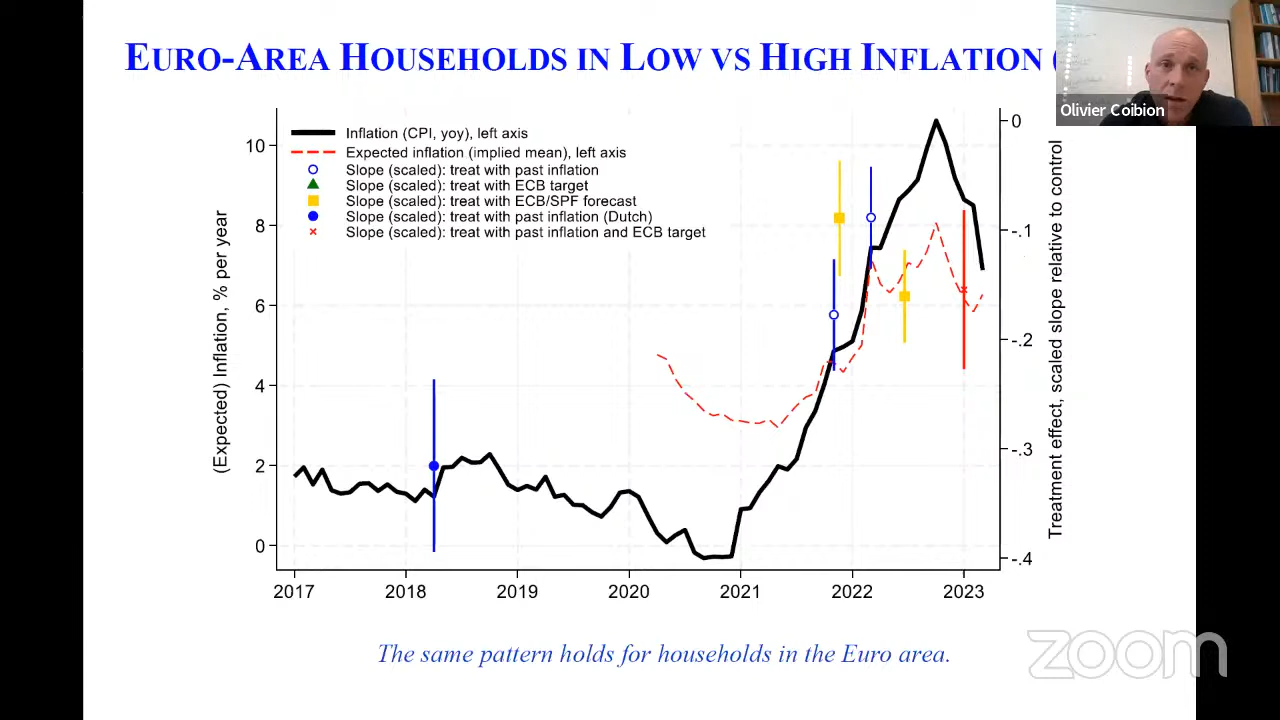 EURO-AREA HOUSEHOLDS IN LOW VS HIGH INFLATION (
Olivier Coibion
Inflation (CPI, yoy), left axis
Expected inflation (implied mean), left axis
Slope (scaled): treat with past inflation
Slope (scaled): treat with ECB target
Slope (scaled): treat with ECB/SPF forecast
Slope (scaled): treat with past inflation (Dutch)
Slope (scaled): treat with past inflation and ECB target
(Expected) Inflation, % per year
10
8
6
4
2
0
0
-.1
-.2
-.3
-.4
Treatment effect, scaled slope relative to control
2017 2018 2019 2020 2021 2022 2023
The same pattern holds for households in the Euro area.
zoom